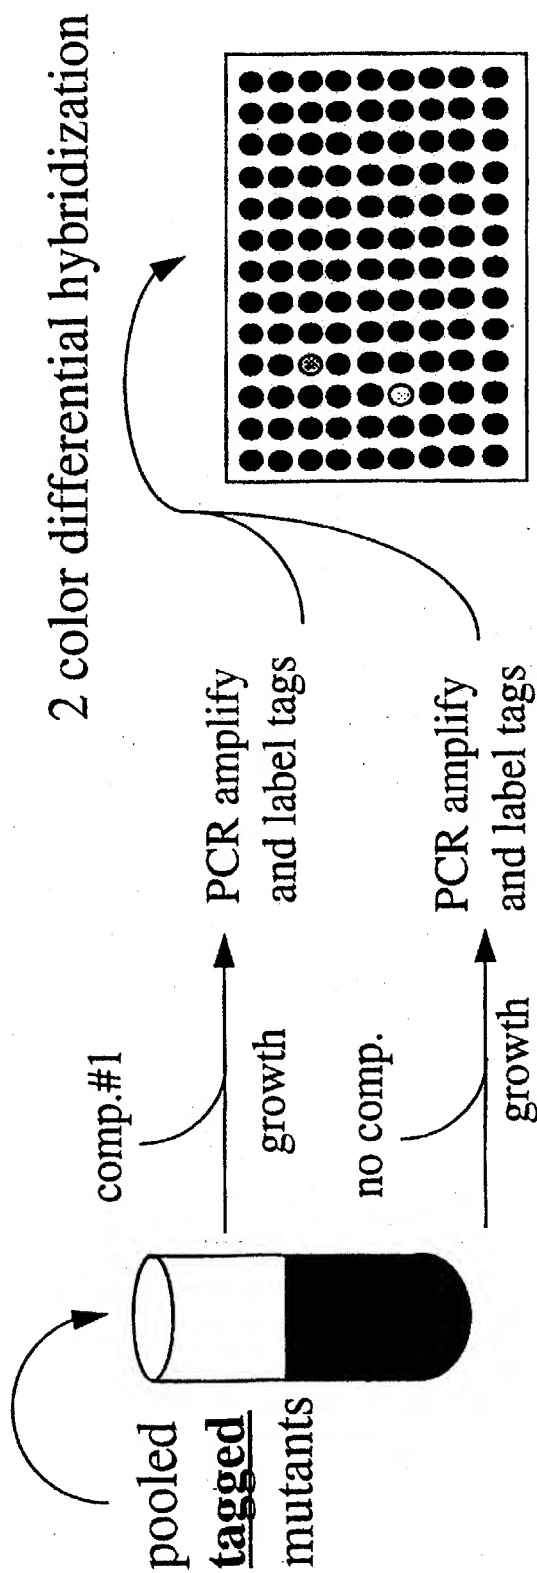 pooled
tagged
mutants
comp.#1
growth
no comp.
growth
PCR amplify
and label tags
PCR amplify
and label tags
2 color differential hybridization